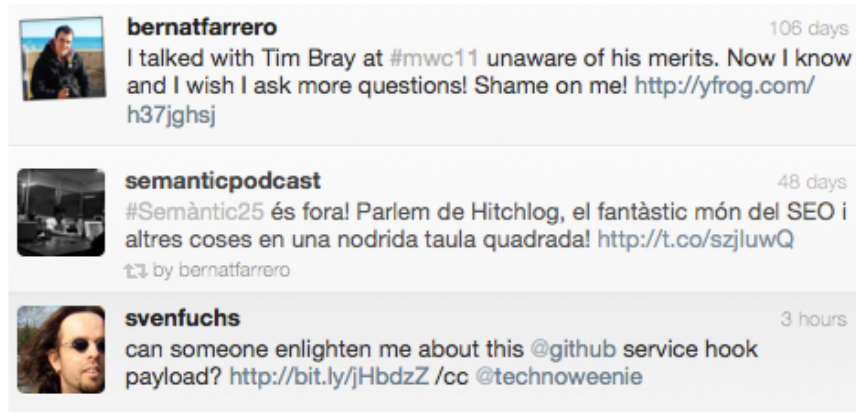 bernatfarrero 106 days
I talked with Tim Bray at #mwc11 unaware of his merits. Now I know
and I wish I ask more questions! Shame on me! http://yfrog.com/
h37jghsj
semanticpodcast 48 days
#Semàntic25 és fora! Parlem de Hitchlog, el fantàstic món del SEO i
altres coses en una nodrida taula quadrada! http://t.co/szjluwQ
by bernatfarrero
svenfuchs 3 hours
can someone enlighten me about this @github service hook
payload? http://bit.ly/jHbdzZ /cc @technoweenie